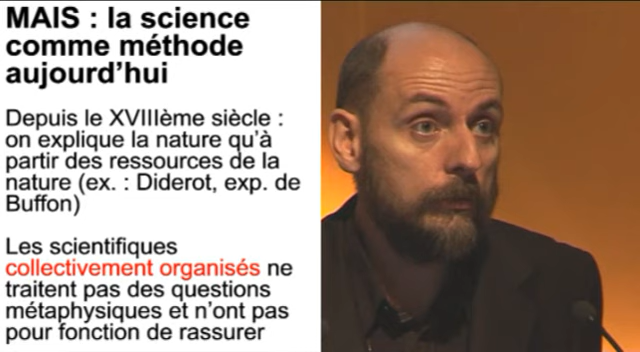 MAIS : la science
comme méthode
aujourd'hui
Depuis le XVIIIème siècle :
on explique la nature qu'à
partir des ressources de la
nature (ex. : Diderot, exp. de
Buffon)
Les scientifiques
collectivement organisés ne
traitent pas des questions
métaphysiques et n'ont pas
pour fonction de rassurer